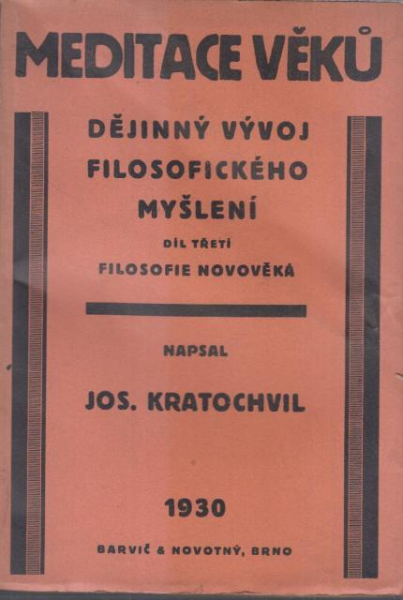 MEDITACE VĚKŮ
DĚJINNÝ VÝVOJ
FILOSOFICKÉHO
MYŠLENÍ
DÍL TŘETÍ
FILOSOFIE NOVOVĚKÁ
NAPSAL
JOS. KRATOCHVIL
1930
BARVIČ & NOVOTNÝ, BRNO